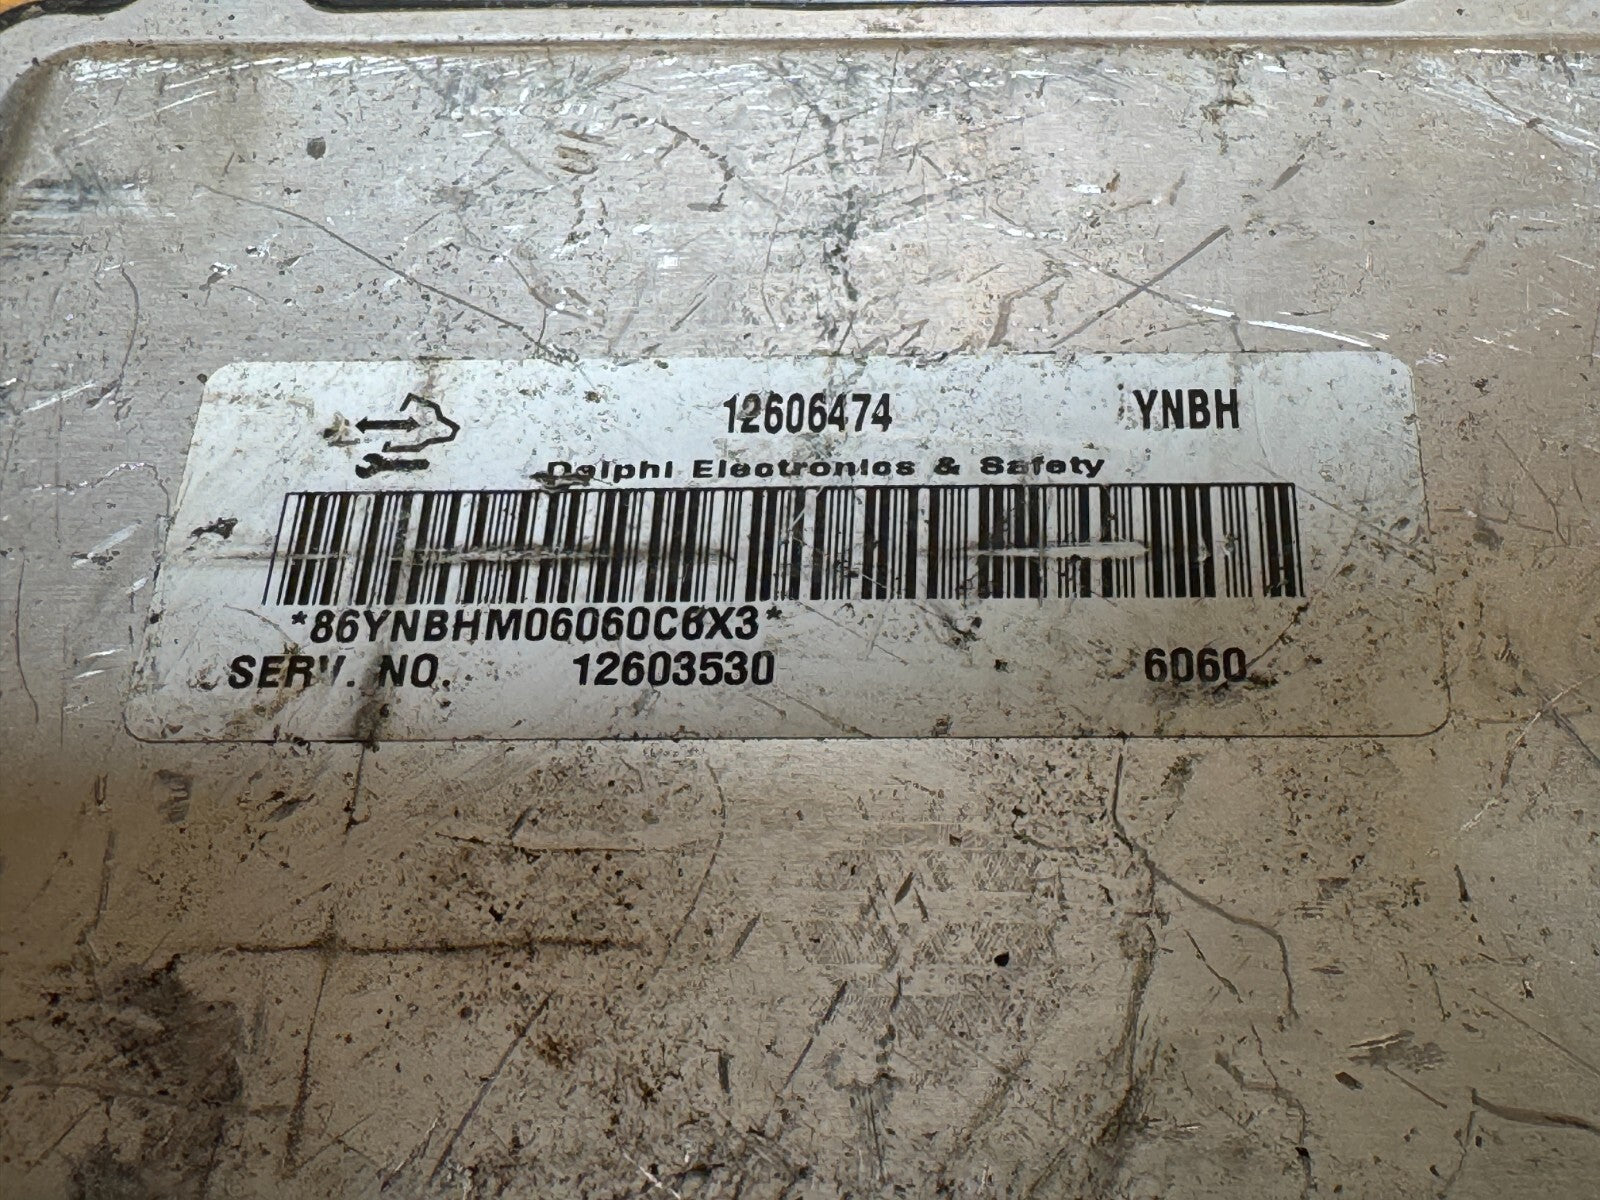 12606474 YNBH
Delphi Electronics & Safety
*86YNBHM06060C6X3*
SERV. NO. 12603530 6060